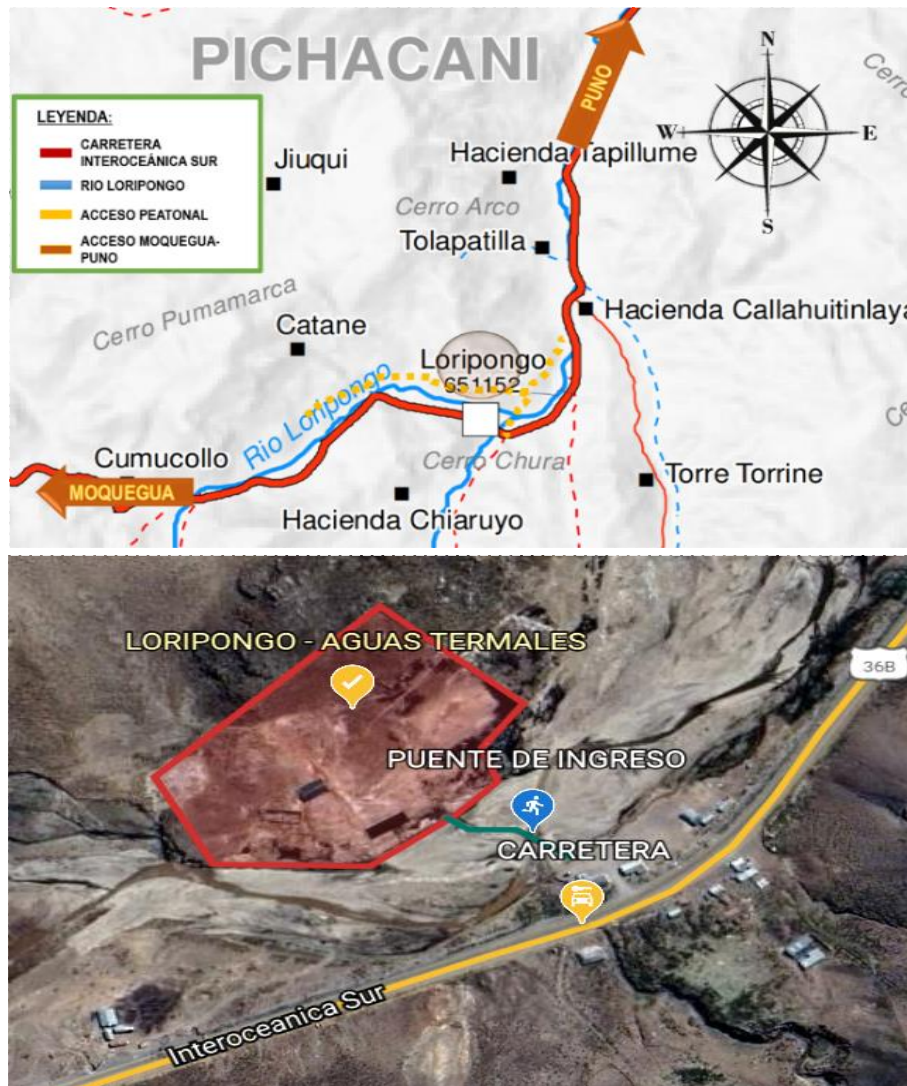 PICHACANI
PUNO
N
W
E
S
Cerro
LEYENDA:
CARRETERA
INTEROCEÁNICA SUR
RIO LORIPONGO
ACCESO PEATONAL
ACCESO MOQUEGUA-
PUNO
Jiuqui
Hacienda Tapillume
Cerro Arco
Tolapatilla
Cerro Pumamarca
Hacienda Callahuitinlaya
Catane
Loripongo
651152
Rio Loripongo
Cumucollo
Cerro Chura
Torre Torrine
MOQUEGUA
Hacienda Chiaruyo
LORIPONGO - AGUAS TERMALES
36B
PUENTE DE INGRESO
CARRETERA
Interoceanica Sur